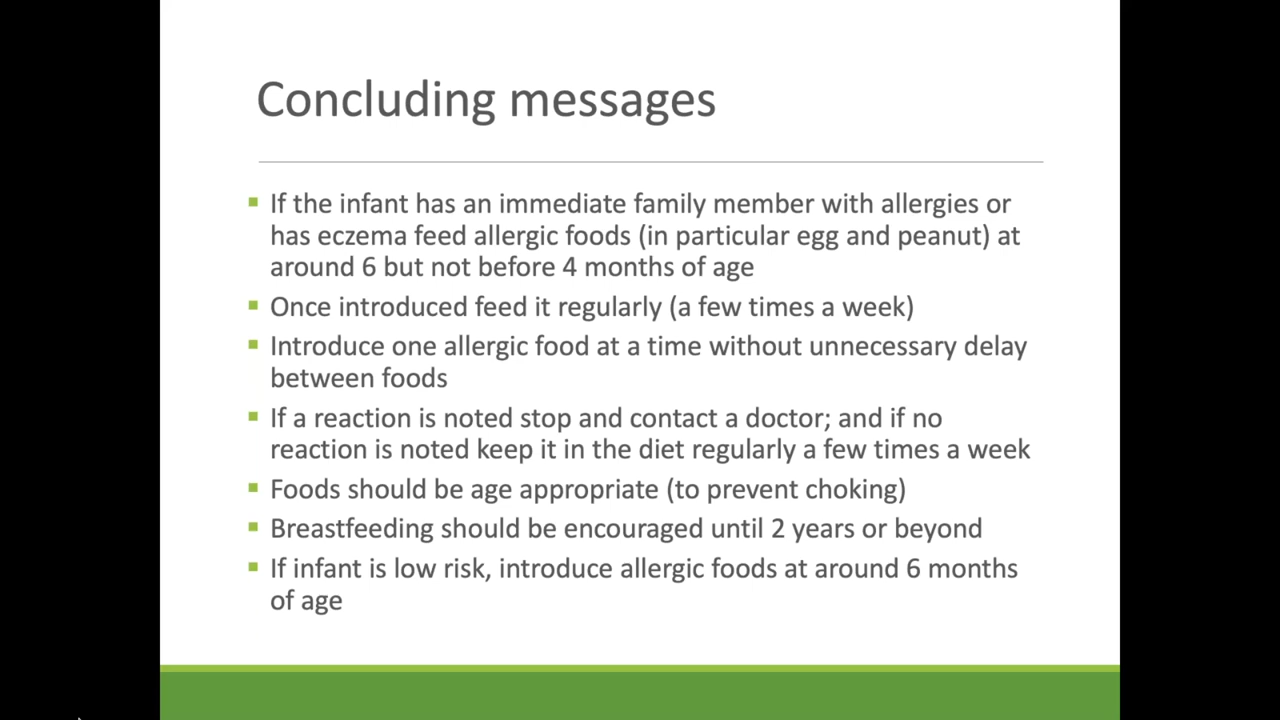 Concluding messages
If the infant has an immediate family member with allergies or
has eczema feed allergic foods (in particular egg and peanut) at
around 6 but not before 4 months of age
Once introduced feed it regularly (a few times a week)
Introduce one allergic food at a time without unnecessary delay
between foods
If a reaction is noted stop and contact a doctor; and if no
reaction is noted keep it in the diet regularly a few times a week
Foods should be age appropriate (to prevent choking)
Breastfeeding should be encouraged until 2 years or beyond
If infant is low risk, introduce allergic foods at around 6 months
of age